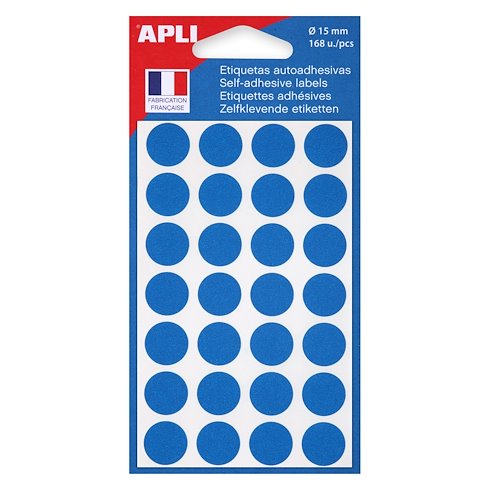 APLI
Ø 15 mm
168 u./pcs
FABRICATION
FRANÇAISE
Etiquetas autoadhesivas
Self-adhesive labels
Etiquettes adhésives
Zelfklevende etiketten